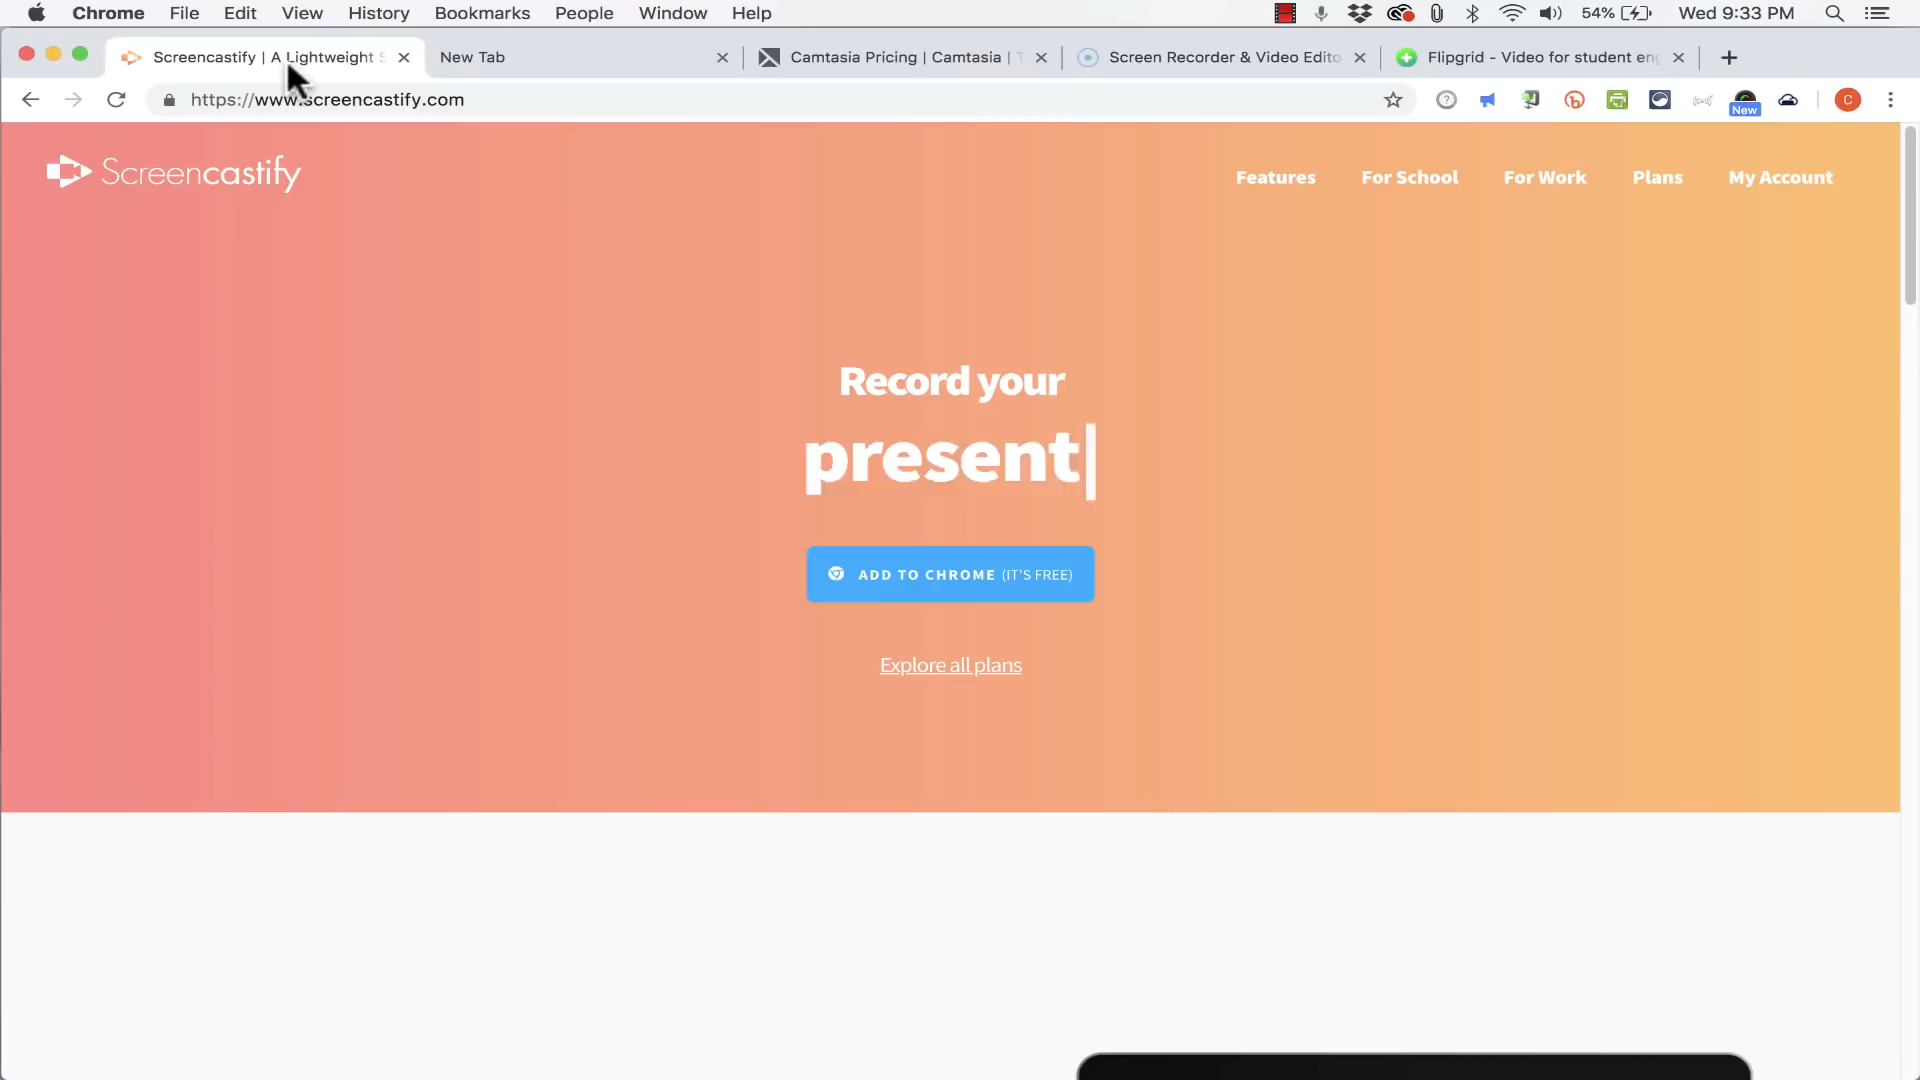 Chrome File Edit View History Bookmarks People Window Help 54% Wed 9:33 PM
Screencastify | A Lightweight S New Tab Camtasia Pricing | Camtasia | T Screen Recorder & Video Edito Flipgrid - Video for student eng
https://www.screencastify.com New C
Screencastify Features For School For Work Plans My Account
Record your
present
ADD TO CHROME (IT'S FREE)
Explore all plans